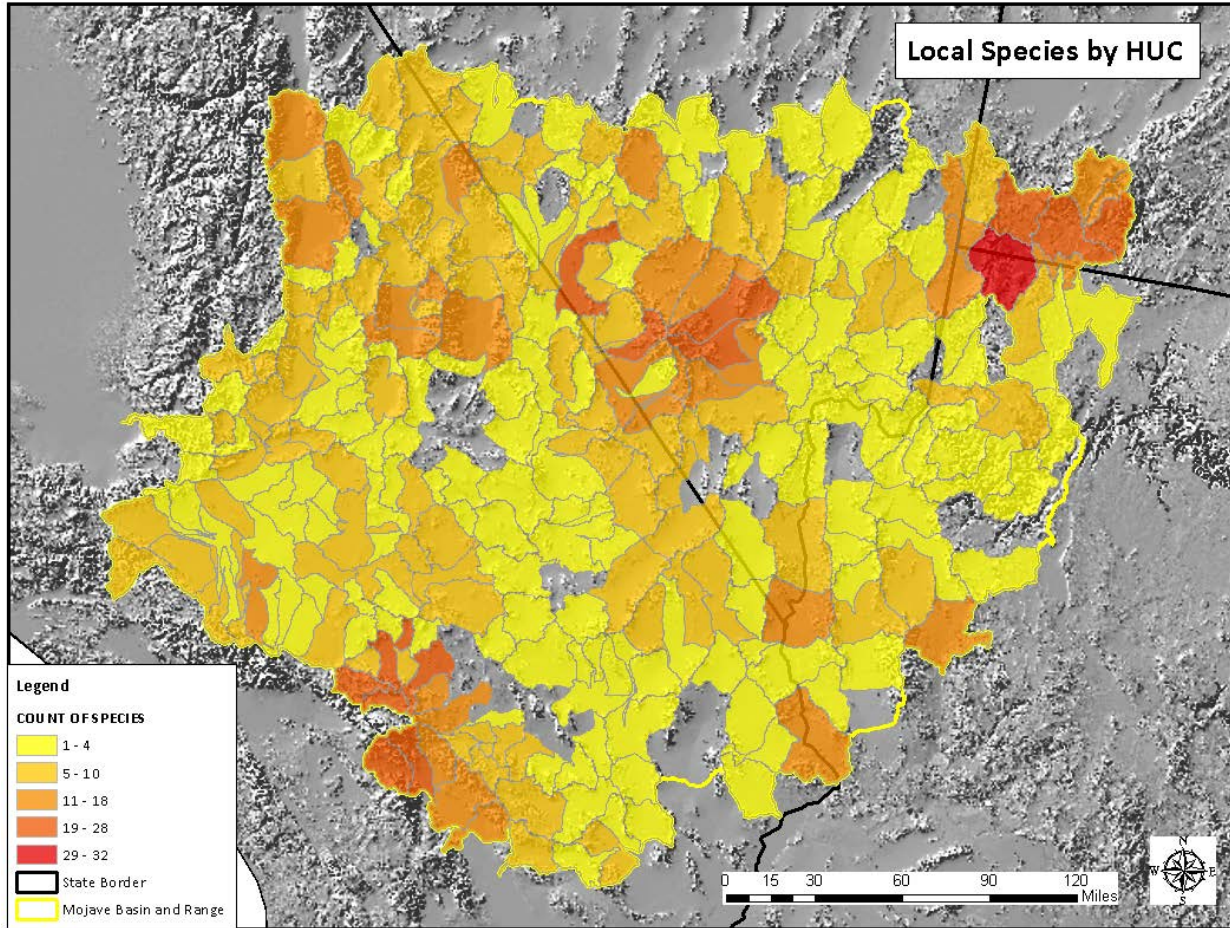 Local Species by HUC
Legend
COUNT OF SPECIES
1 - 4
5 - 10
11 - 18
19 - 28
29 - 32
State Border
Mojave Basin and Range
0 15 30 60 90 120
Miles
N
W E
S